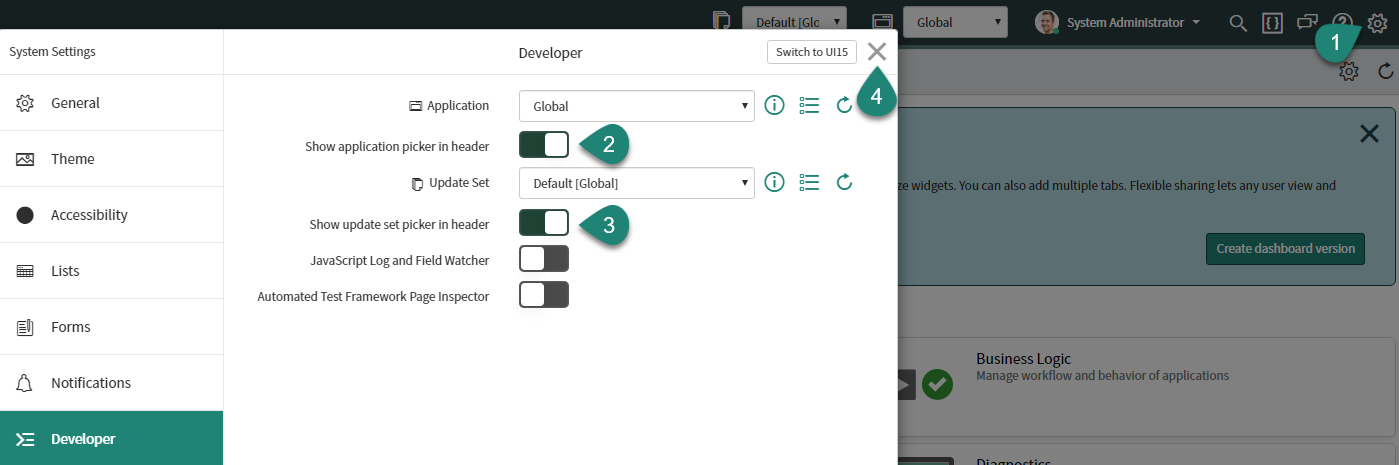 Default [Glo
Global
System Administrator
1
System Settings
Developer
Switch to UI15
4
General
Theme
Accessibility
Lists
Forms
Notifications
Developer
Application
Global
Show application picker in header
2
Update Set
Default [Global]
Show update set picker in header
3
JavaScript Log and Field Watcher
Automated Test Framework Page Inspector
ze widgets. You can also add multiple tabs. Flexible sharing lets any user view and
Create dashboard version
Business Logic
Manage workflow and behavior of applications
Diagnostics